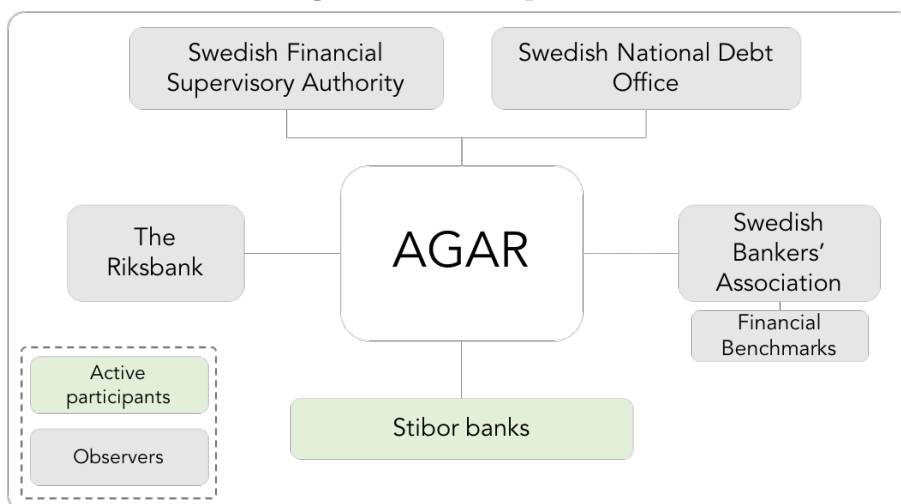 Swedish Financial
Supervisory Authority
Swedish National Debt
Office
The
Riksbank
AGAR
Swedish
Bankers’
Association
Financial
Benchmarks
Active
participants
Observers
Stibor banks